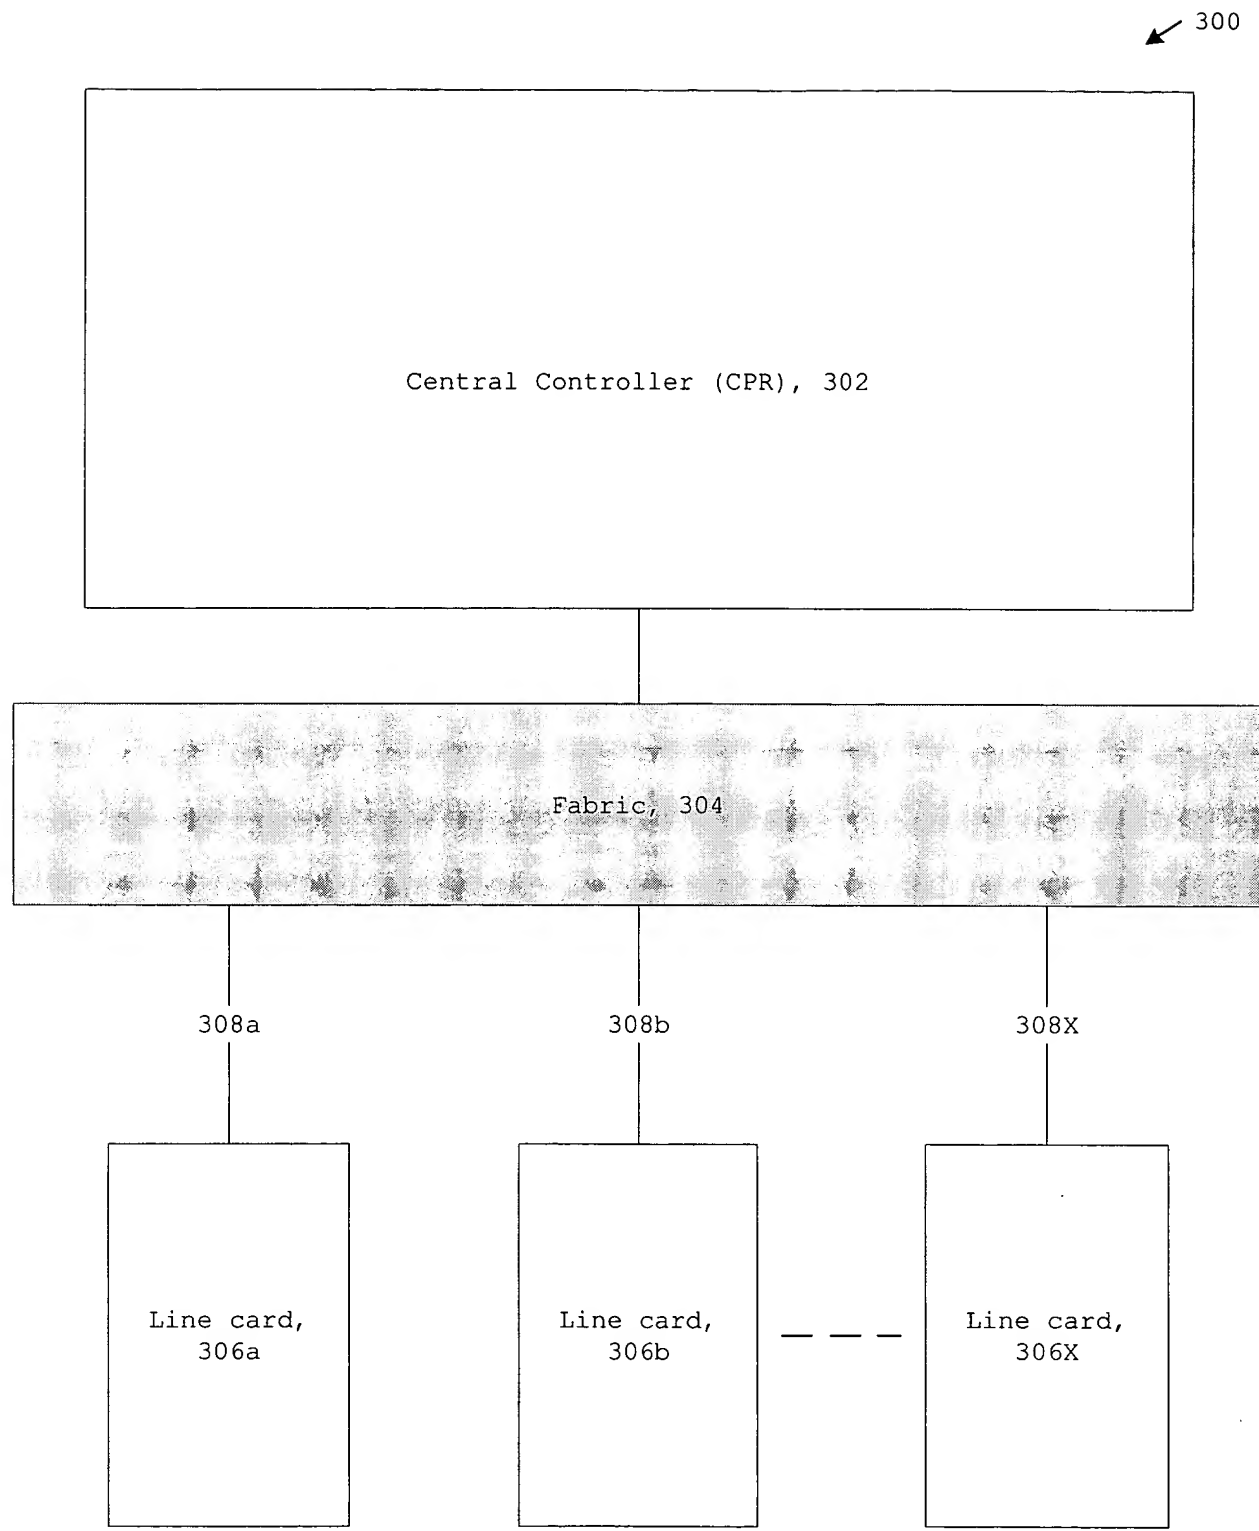 300
Central Controller (CPR), 302
Fabric, 304
308a
308b
308X
Line card,
306a
Line card,
306b
Line card,
306X